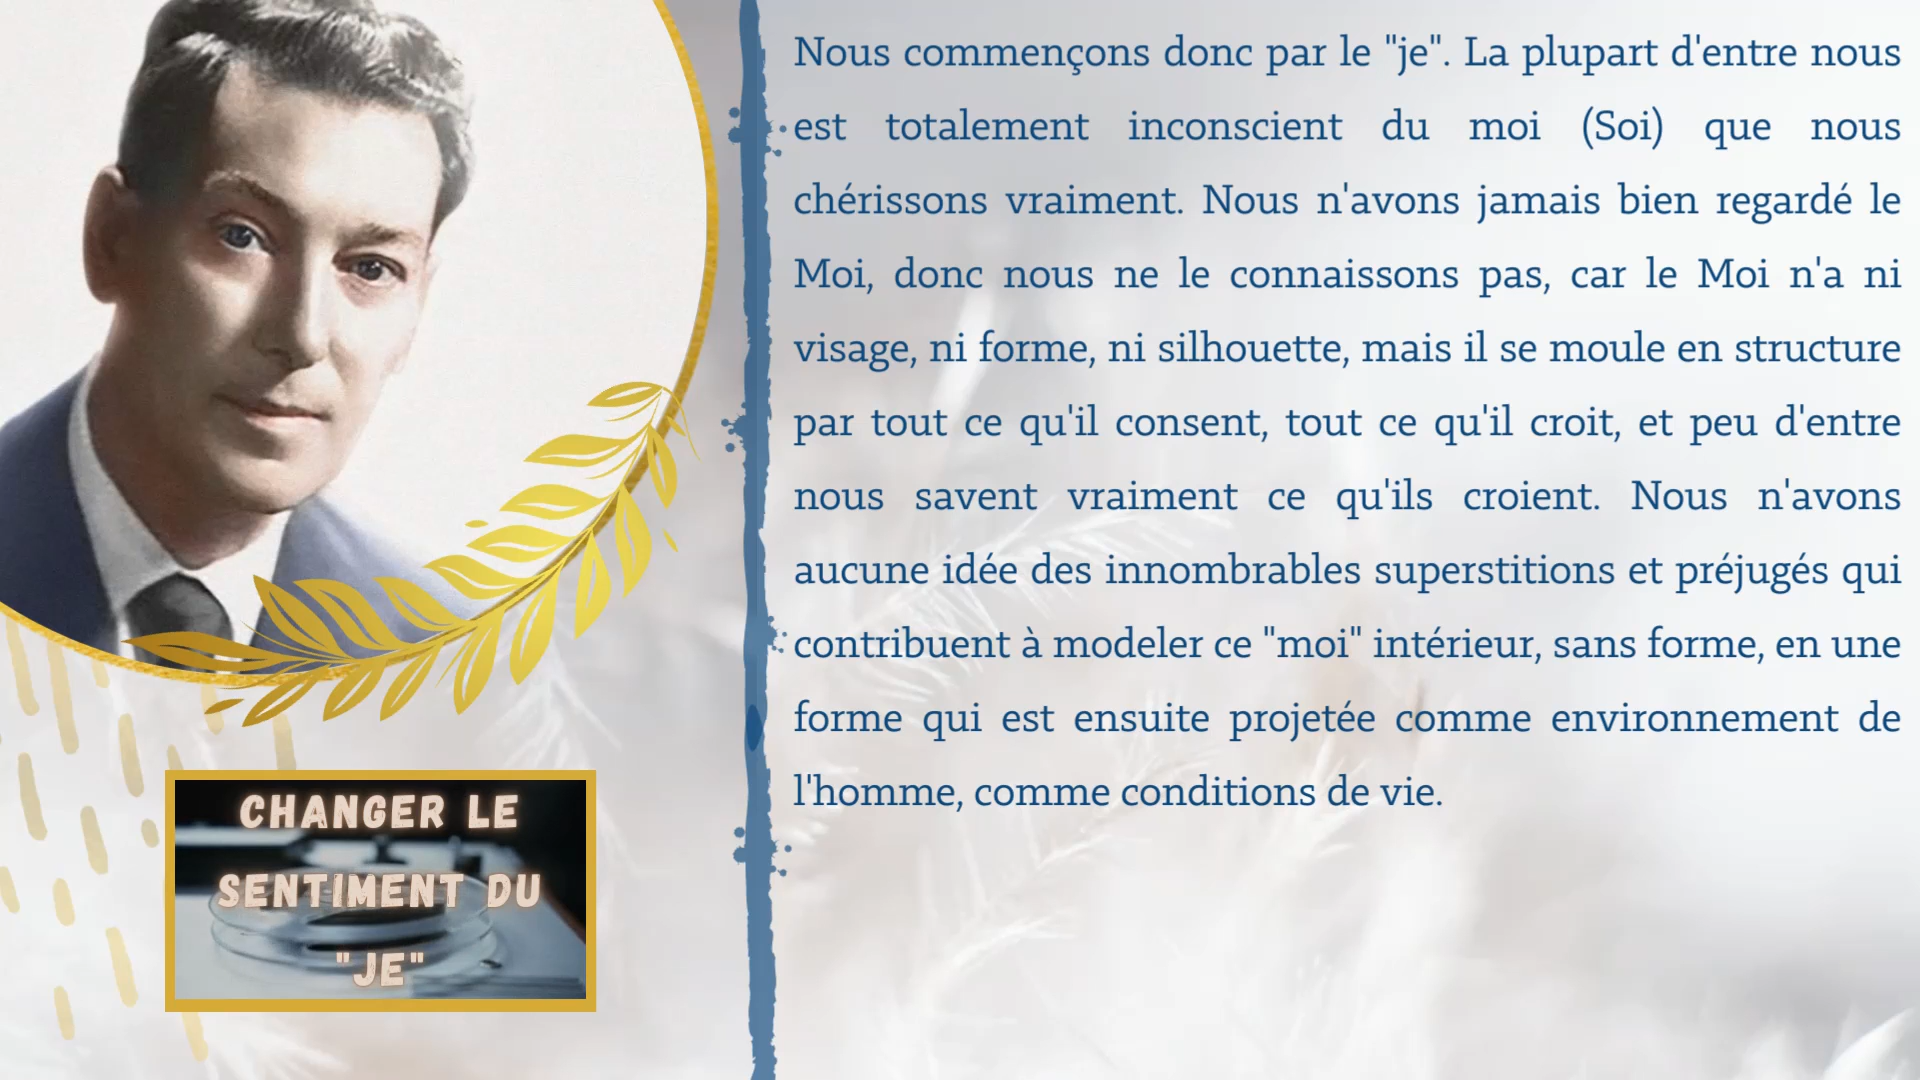 Nous commençons donc par le "je". La plupart d'entre nous
est totalement inconscient du moi (Soi) que nous
chérissons vraiment. Nous n'avons jamais bien regardé le
Moi, donc nous ne le connaissons pas, car le Moi n'a ni
visage, ni forme, ni silhouette, mais il se moule en structure
par tout ce qu'il consent, tout ce qu'il croit, et peu d'entre
nous savent vraiment ce qu'ils croient. Nous n'avons
aucune idée des innombrables superstitions et préjugés qui
contribuent à modeler ce "moi" intérieur, sans forme, en une
forme qui est ensuite projetée comme environnement de
l'homme, comme conditions de vie.
CHANGER LE
SENTIMENT DU
"JE"